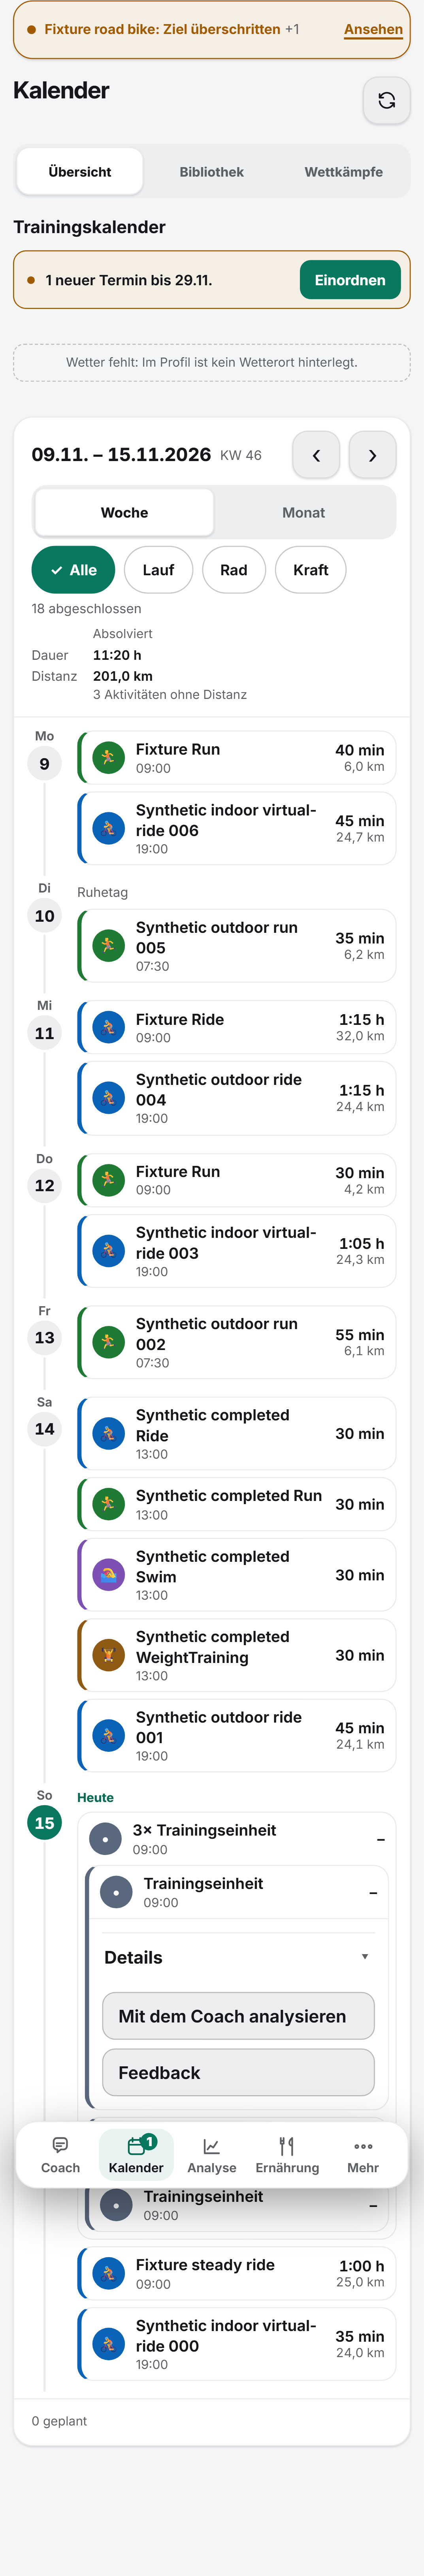 Fixture road bike: Ziel überschritten +1 Ansehen
Kalender
Übersicht Bibliothek Wettkämpfe
Trainingskalender
1 neuer Termin bis 29.11. Einordnen
Wetter fehlt: Im Profil ist kein Wetterort hinterlegt.
09.11. – 15.11.2026 KW 46 ‹ ›
Woche Monat
✓ Alle Lauf Rad Kraft
18 abgeschlossen
Absolviert
Dauer 11:20 h
Distanz 201,0 km
3 Aktivitäten ohne Distanz
Mo
9
Fixture Run 40 min
09:00 6,0 km
Synthetic indoor virtual-
ride 006 45 min
19:00 24,7 km
Di
10
Ruhetag
Synthetic outdoor run
005 35 min
07:30 6,2 km
Mi
11
Fixture Ride 1:15 h
09:00 32,0 km
Synthetic outdoor ride
004 1:15 h
19:00 24,4 km
Do
12
Fixture Run 30 min
09:00 4,2 km
Synthetic indoor virtual-
ride 003 1:05 h
19:00 24,3 km
Fr
13
Synthetic outdoor run
002 55 min
07:30 6,1 km
Sa
14
Synthetic completed
Ride 30 min
13:00
Synthetic completed Run 30 min
13:00
Synthetic completed
Swim 30 min
13:00
Synthetic completed
WeightTraining 30 min
13:00
Synthetic outdoor ride
001 45 min
19:00 24,1 km
So
15
Heute
3× Trainingseinheit –
09:00
Trainingseinheit –
09:00
Details ▼
Mit dem Coach analysieren
Feedback
1
Coach Kalender Analyse Ernährung Mehr
Trainingseinheit –
09:00
Fixture steady ride 1:00 h
09:00 25,0 km
Synthetic indoor virtual-
ride 000 35 min
19:00 24,0 km
0 geplant